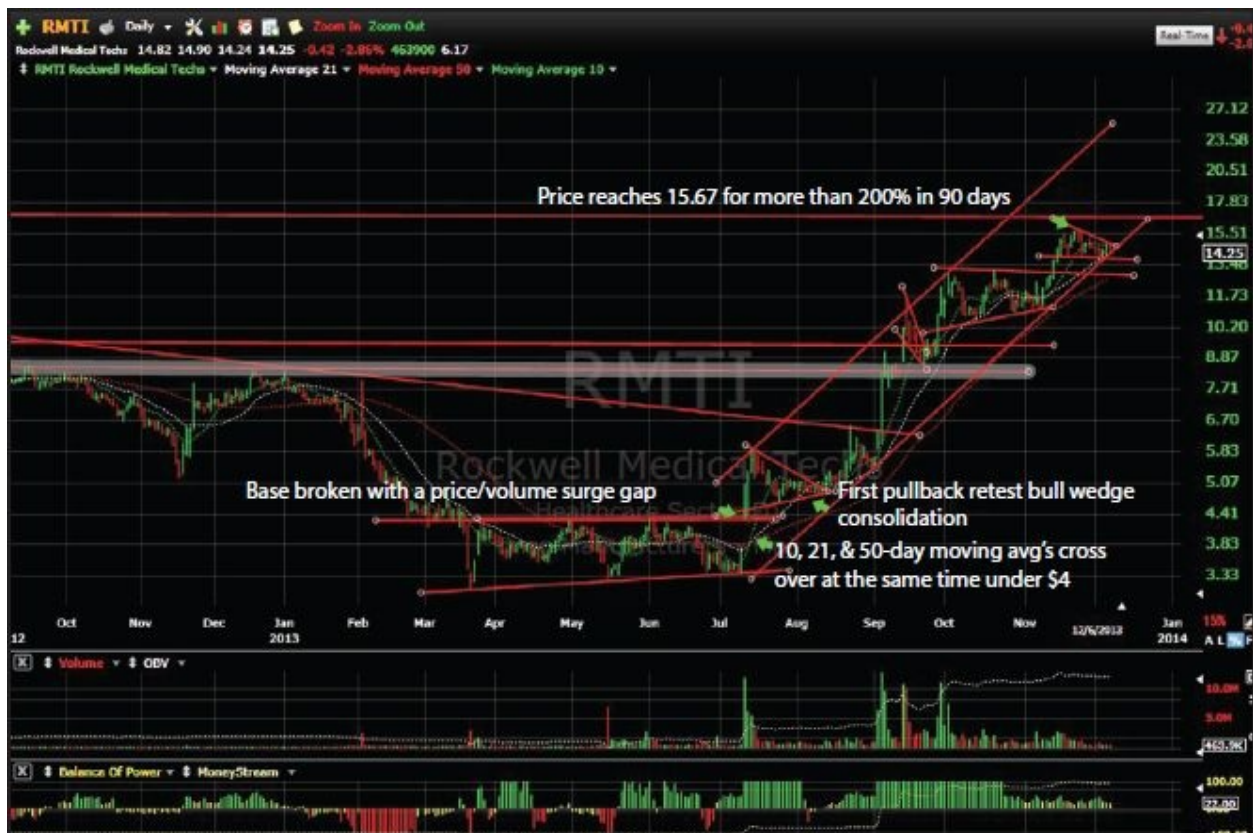 RMTI Daily Zoom In Zoom Out
Real-Time
Rockwell Medical Techs 14.82 14.90 14.24 14.25 -0.42 -2.86% 463900 6.17
RMTI Rockwell Medical Techs Moving Average 21 Moving Average 50 Moving Average 10
27.12
23.58
20.51
Price reaches 15.67 for more than 200% in 90 days
17.83
15.51
14.25
13.48
11.73
10.20
8.87
RMTI
7.71
6.70
5.83
Rockwell Medical Techs
5.07
Base broken with a price/volume surge gap
First pullback retest bull wedge
consolidation
4.41
10, 21, & 50-day moving avg's cross
over at the same time under $4
3.83
3.33
Oct Nov Dec Jan Feb Mar Apr May Jun Jul Aug Sep Oct Nov 12/6/2013 Jan
12 2013 2014
15%
A L % F
X Volume OBV
10.0M
5.0M
X Balance Of Power MoneyStream
100.00
22.00